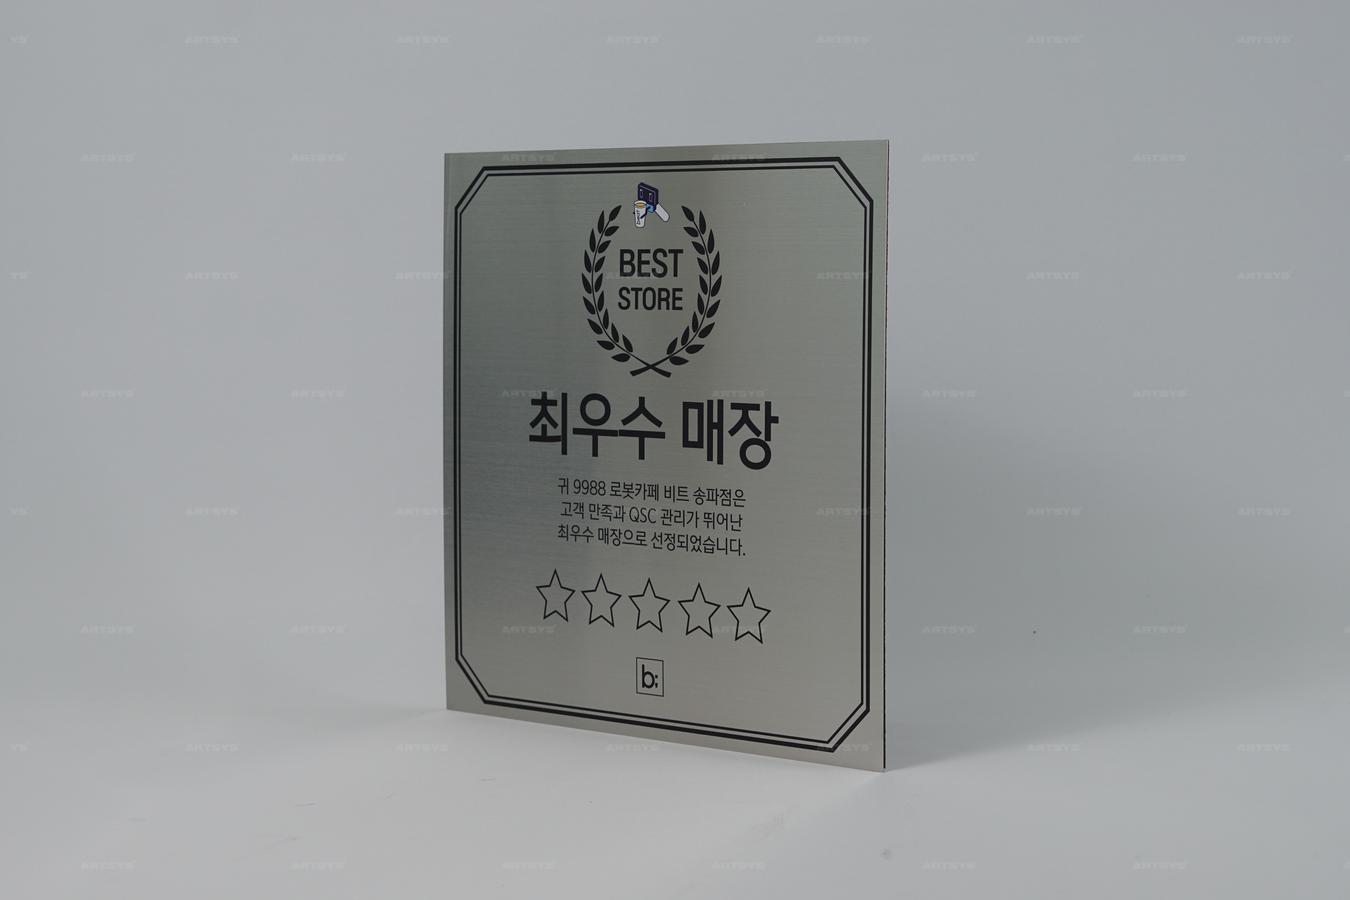 BEST
STORE
최우수 매장
귀 9988 로봇카페 비트 송파점은
고객 만족과 QSC 관리가 뛰어난
최우수 매장으로 선정되었습니다.
b;
ARTSYS